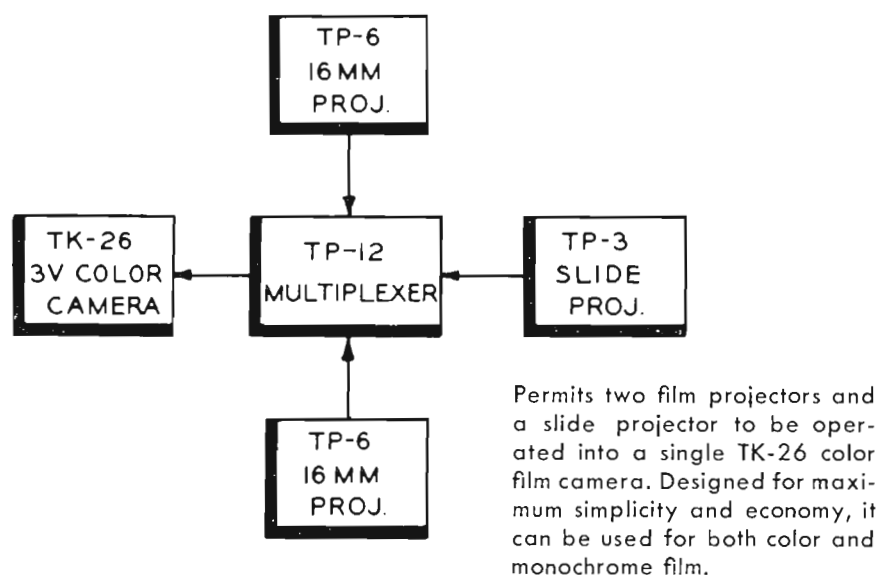 TP-6
16 MM
PROJ.
TK-26
3V COLOR
CAMERA
TP-12
MULTIPLEXER
TP-3
SLIDE
PROJ.
TP-6
16 MM
PROJ.
Permits two film projectors and
a slide projector to be oper-
ated into a single TK-26 color
film camera. Designed for maxi-
mum simplicity and economy, it
can be used for both color and
monochrome film.